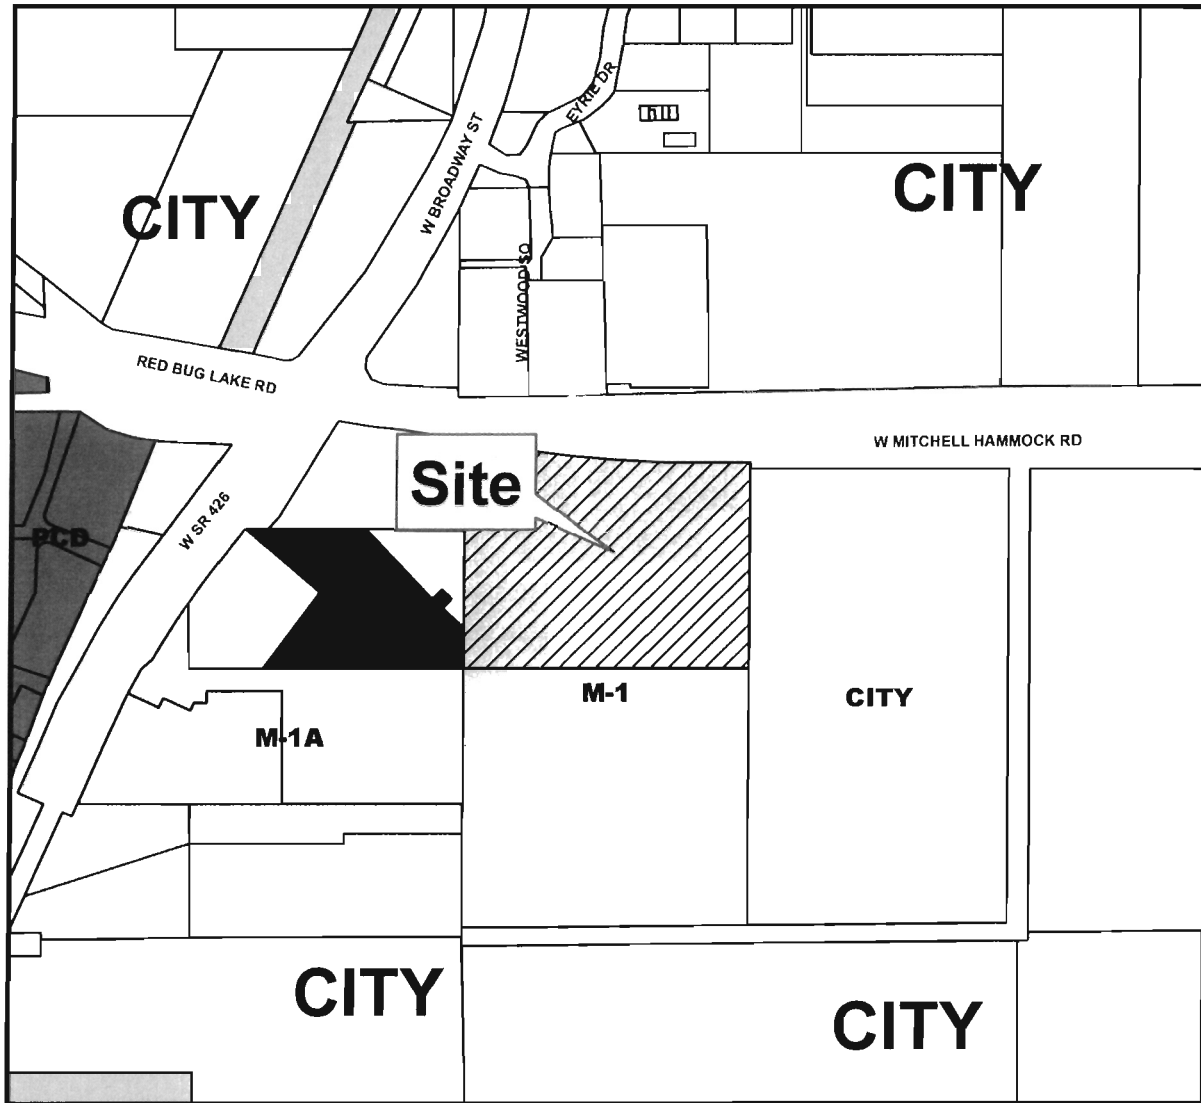 EYRIE DR
W BROADWAY ST
CITY
CITY
WESTWOOD SQ
RED BUG LAKE RD
W MITCHELL HAMMOCK RD
Site
W SR 426
PCD
M-1
CITY
M-1A
CITY
CITY